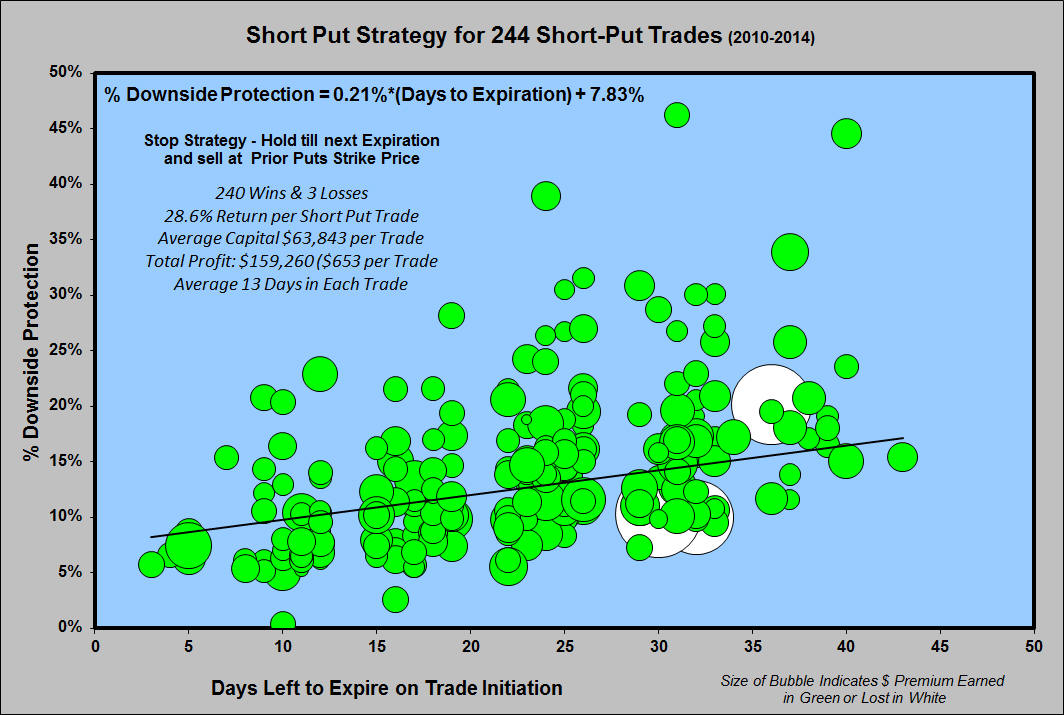 Short Put Strategy for 244 Short-Put Trades (2010-2014)
% Downside Protection = 0.21%*(Days to Expiration) + 7.83%
Stop Strategy - Hold till next Expiration
and sell at Prior Puts Strike Price
240 Wins & 3 Losses
28.6% Return per Short Put Trade
Average Capital $63,843 per Trade
Total Profit: $159,260 ($653 per Trade
Average 13 Days in Each Trade
% Downside Protection
50%
45%
40%
35%
30%
25%
20%
15%
10%
5%
0%
0 5 10 15 20 25 30 35 40 45 50
Days Left to Expire on Trade Initiation
Size of Bubble Indicates $ Premium Earned
in Green or Lost in White